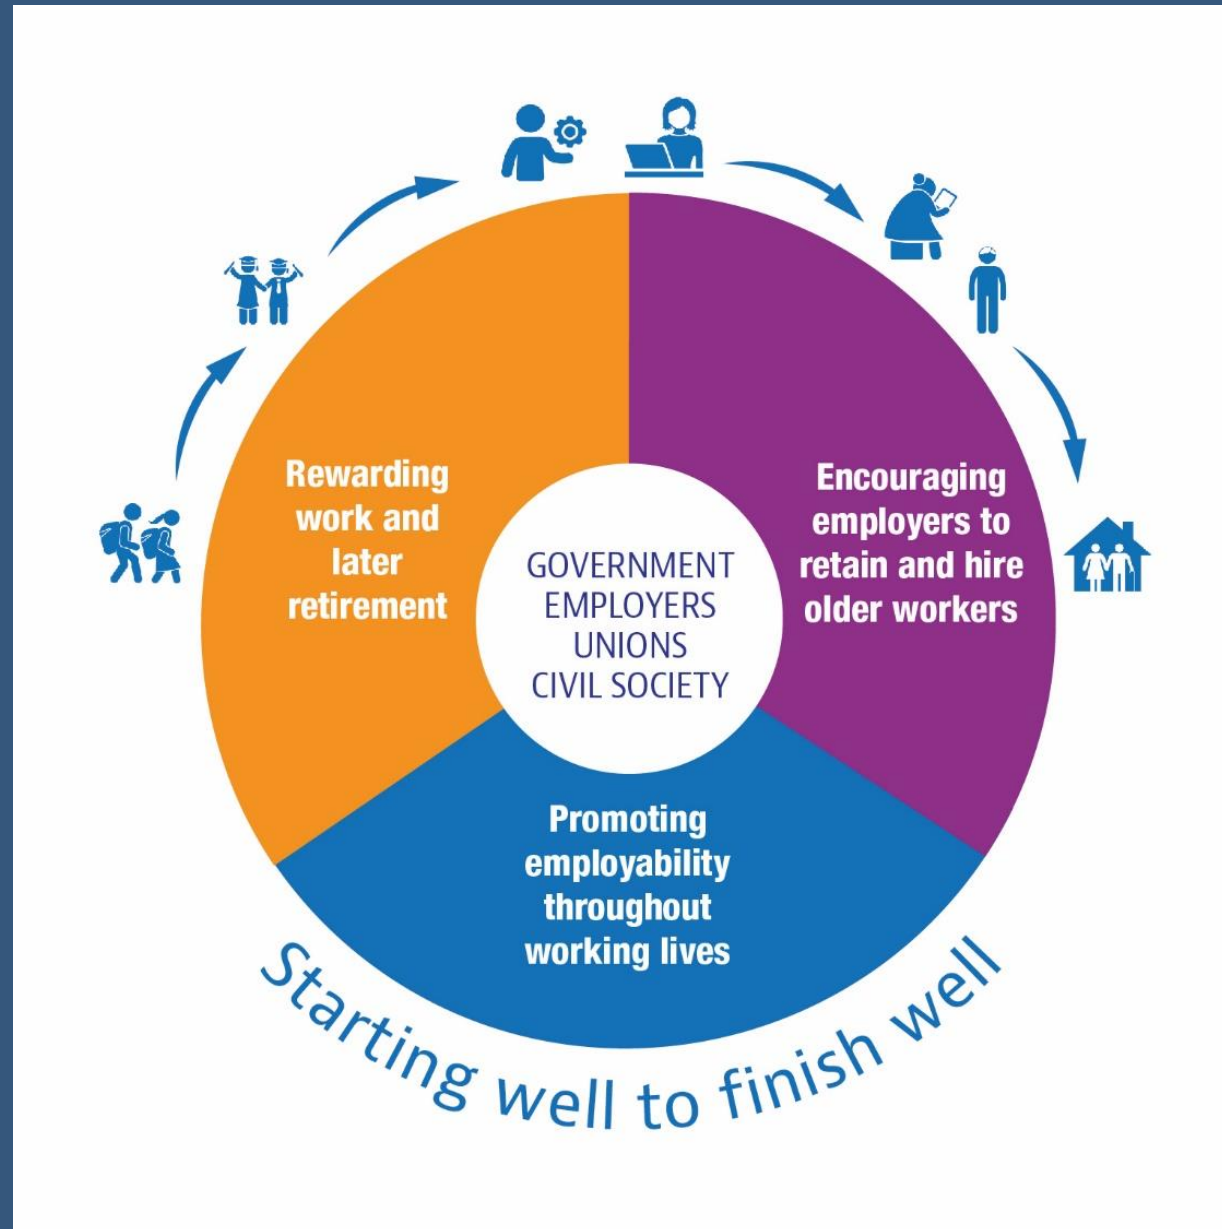 Rewarding
work and
later
retirement
GOVERNMENT
EMPLOYERS
UNIONS
CIVIL SOCIETY
Encouraging
employers to
retain and hire
older workers
Promoting
employability
throughout
working lives
Starting well to finish well